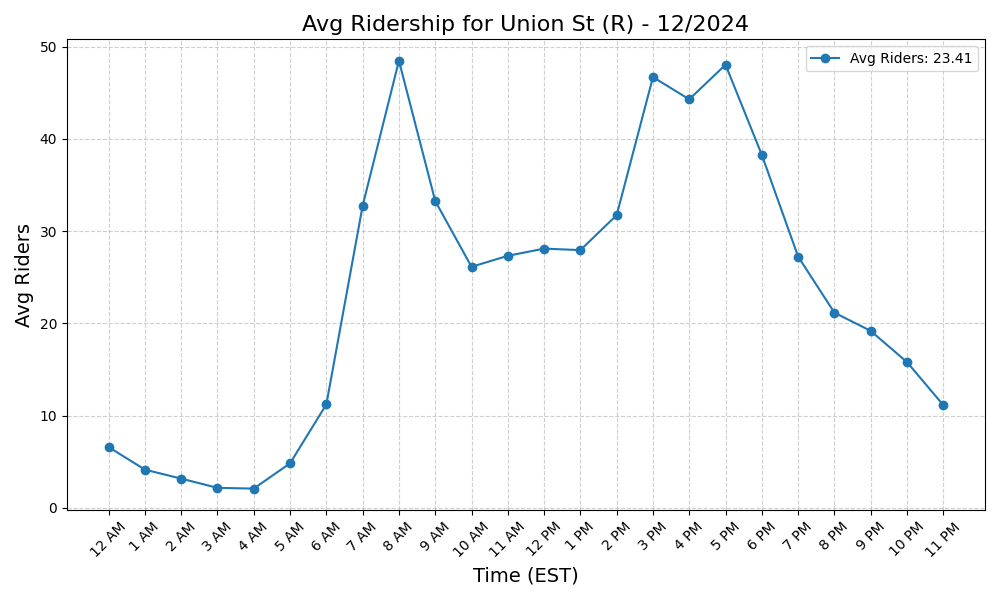 Avg Ridership for Union St (R) - 12/2024
Avg Riders: 23.41
50
40
30
20
10
0
Avg Riders
12 AM
1 AM
2 AM
3 AM
4 AM
5 AM
6 AM
7 AM
8 AM
9 AM
10 AM
11 AM
12 PM
1 PM
2 PM
3 PM
4 PM
5 PM
6 PM
7 PM
8 PM
9 PM
10 PM
11 PM
Time (EST)